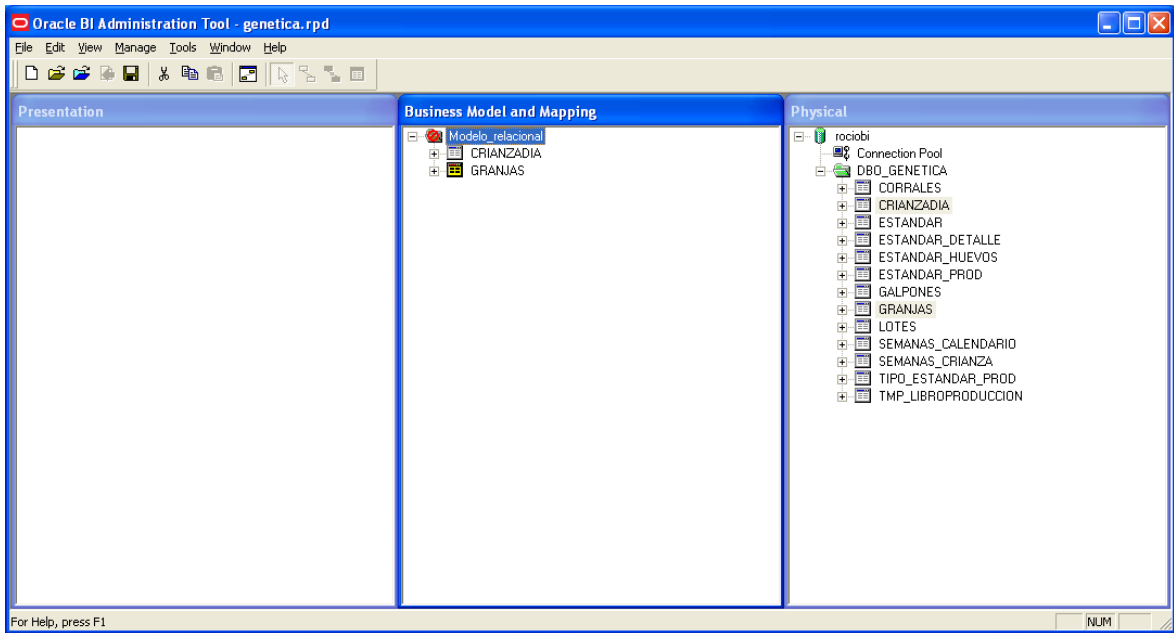 Oracle BI Administration Tool - genetica.rpd
File Edit View Manage Tools Window Help
Presentation
Business Model and Mapping
Modelo_relacional
CRIANZADIA
GRANJAS
Physical
rociobi
Connection Pool
DBO_GENETICA
CORRALES
CRIANZADIA
ESTANDAR
ESTANDAR_DETALLE
ESTANDAR_HUEVOS
ESTANDAR_PROD
GALPONES
GRANJAS
LOTES
SEMANAS_CALENDARIO
SEMANAS_CRIANZA
TIPO_ESTANDAR_PROD
TMP_LIBROPRODUCCION
For Help, press F1
NUM